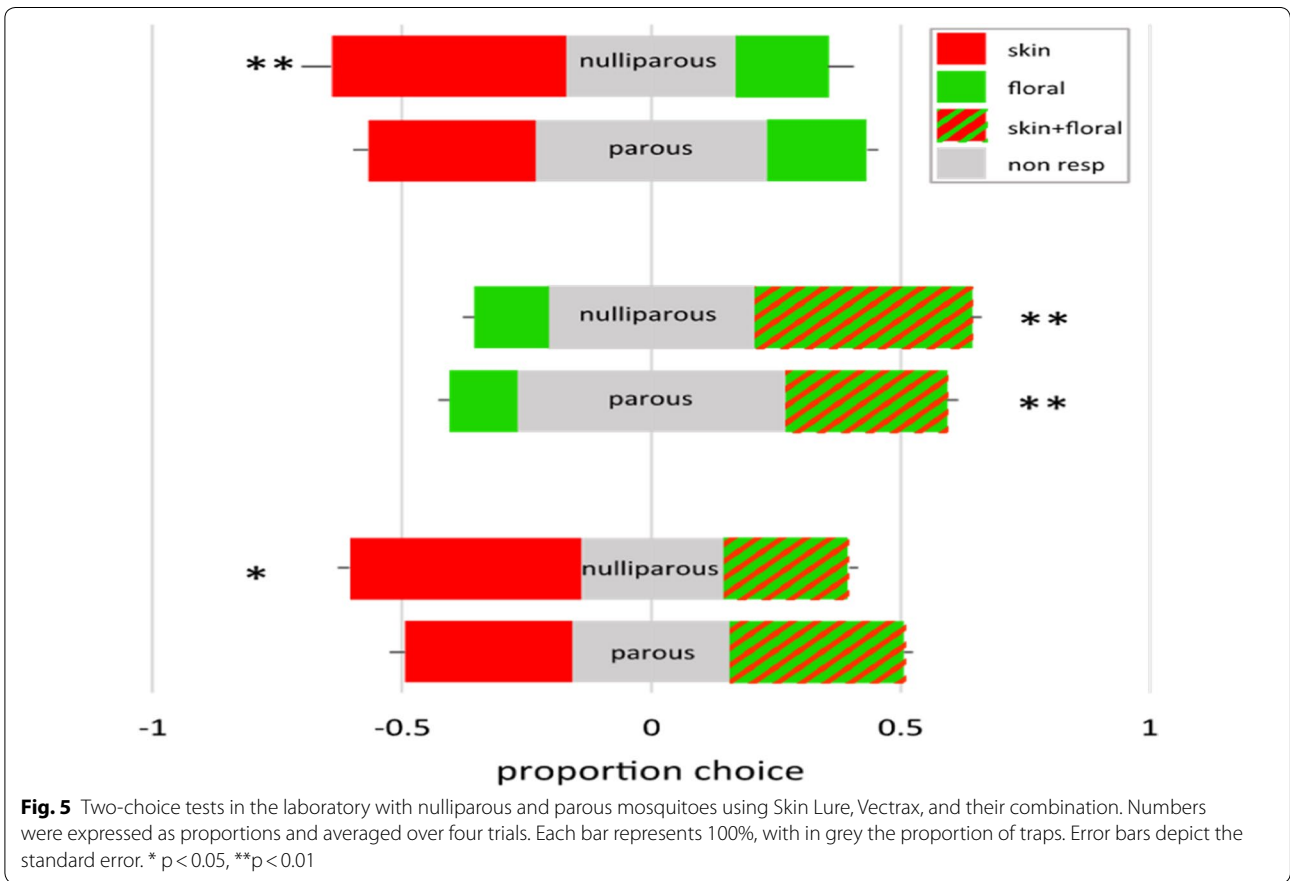 ** nulliparous
parous
skin
floral
skin+floral
non resp
nulliparous **
parous **
* nulliparous
parous
-1 -0.5 0 0.5 1
proportion choice
Fig. 5 Two-choice tests in the laboratory with nulliparous and parous mosquitoes using Skin Lure, Vectrax, and their combination. Numbers
were expressed as proportions and averaged over four trials. Each bar represents 100%, with in grey the proportion of traps. Error bars depict the
standard error. * p < 0.05, **p < 0.01